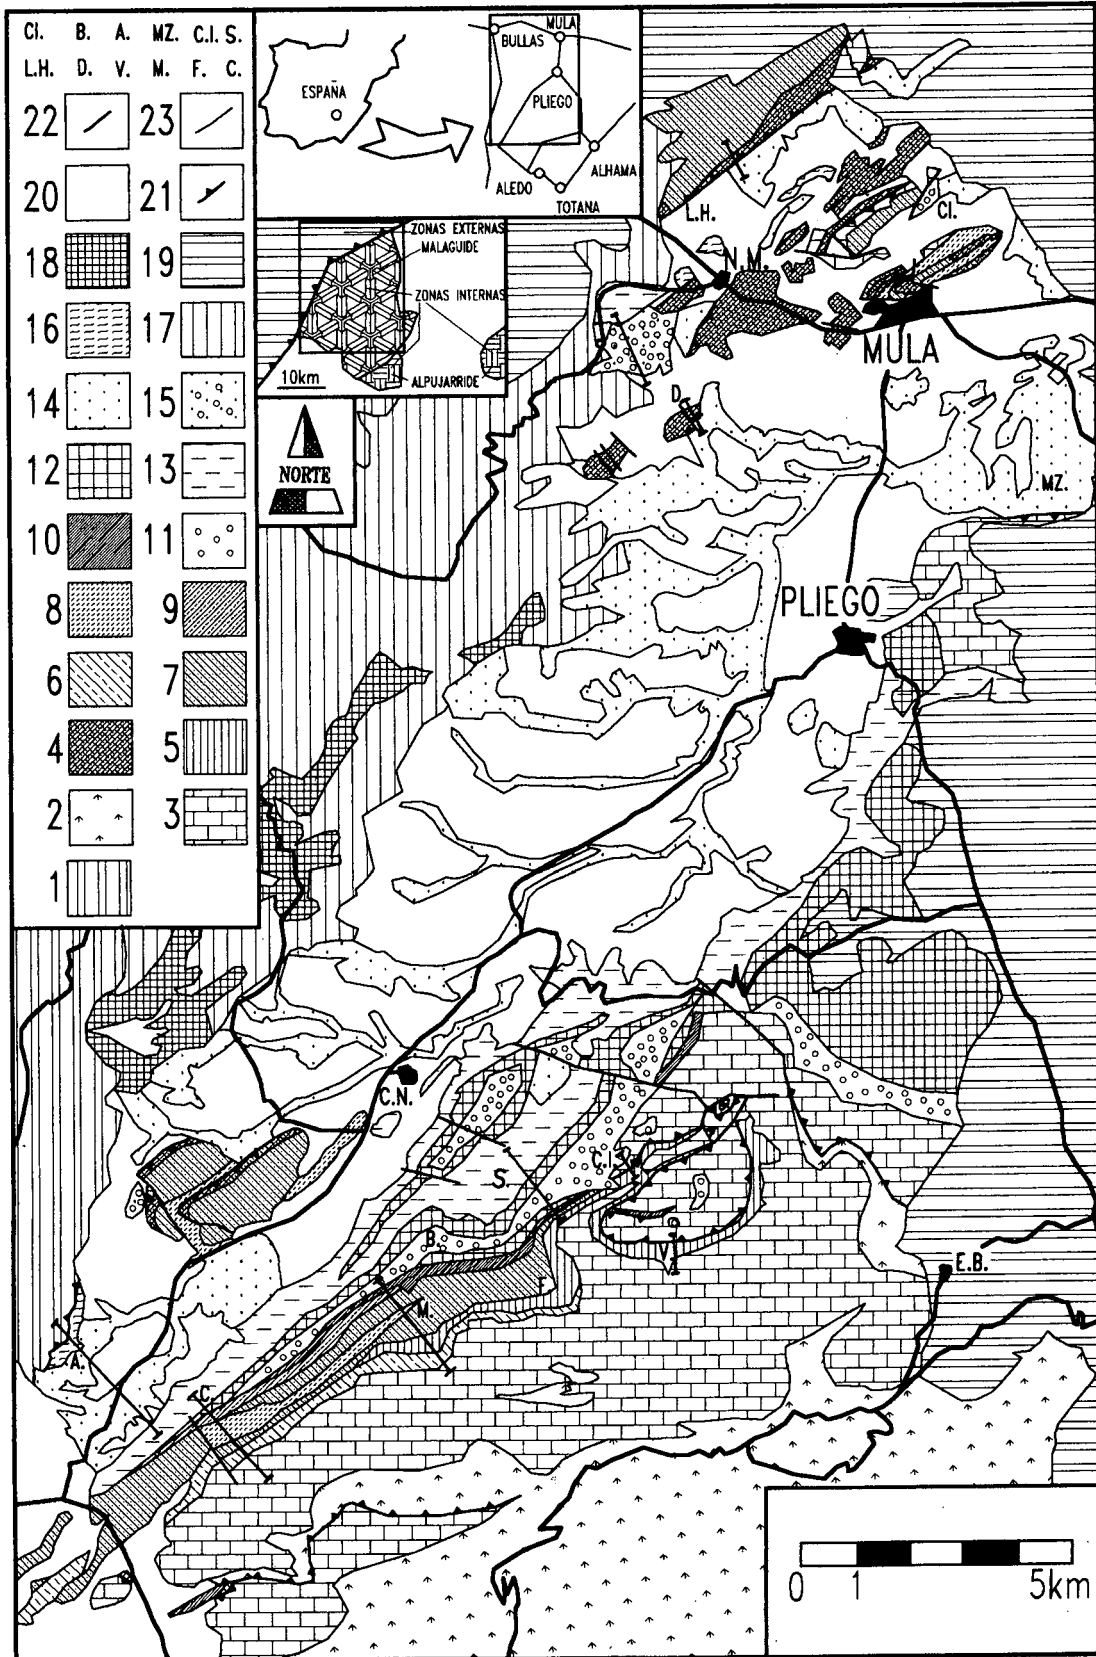 CI. B. A. MZ. C.I. S.
L.H. D. V. M. F. C.
22 23
20 21
18 19
16 17
14 15
12 13
10 11
8 9
6 7
4 5
2 3
1
ESPAÑA
BULLAS
MULA
PLIEGO
ALHAMA
ALEDO
TOTANA
ZONAS EXTERNAS
MALAGUIDE
ZONAS INTERNAS
ALPUJARRIDE
10km
NORTE
L.H.
CI.
N.M.
MULA
D.
MZ.
PLIEGO
C.N.
C.I.
S.
B.
V.
F.
E.B.
M.
A.
C.
0 1 5km